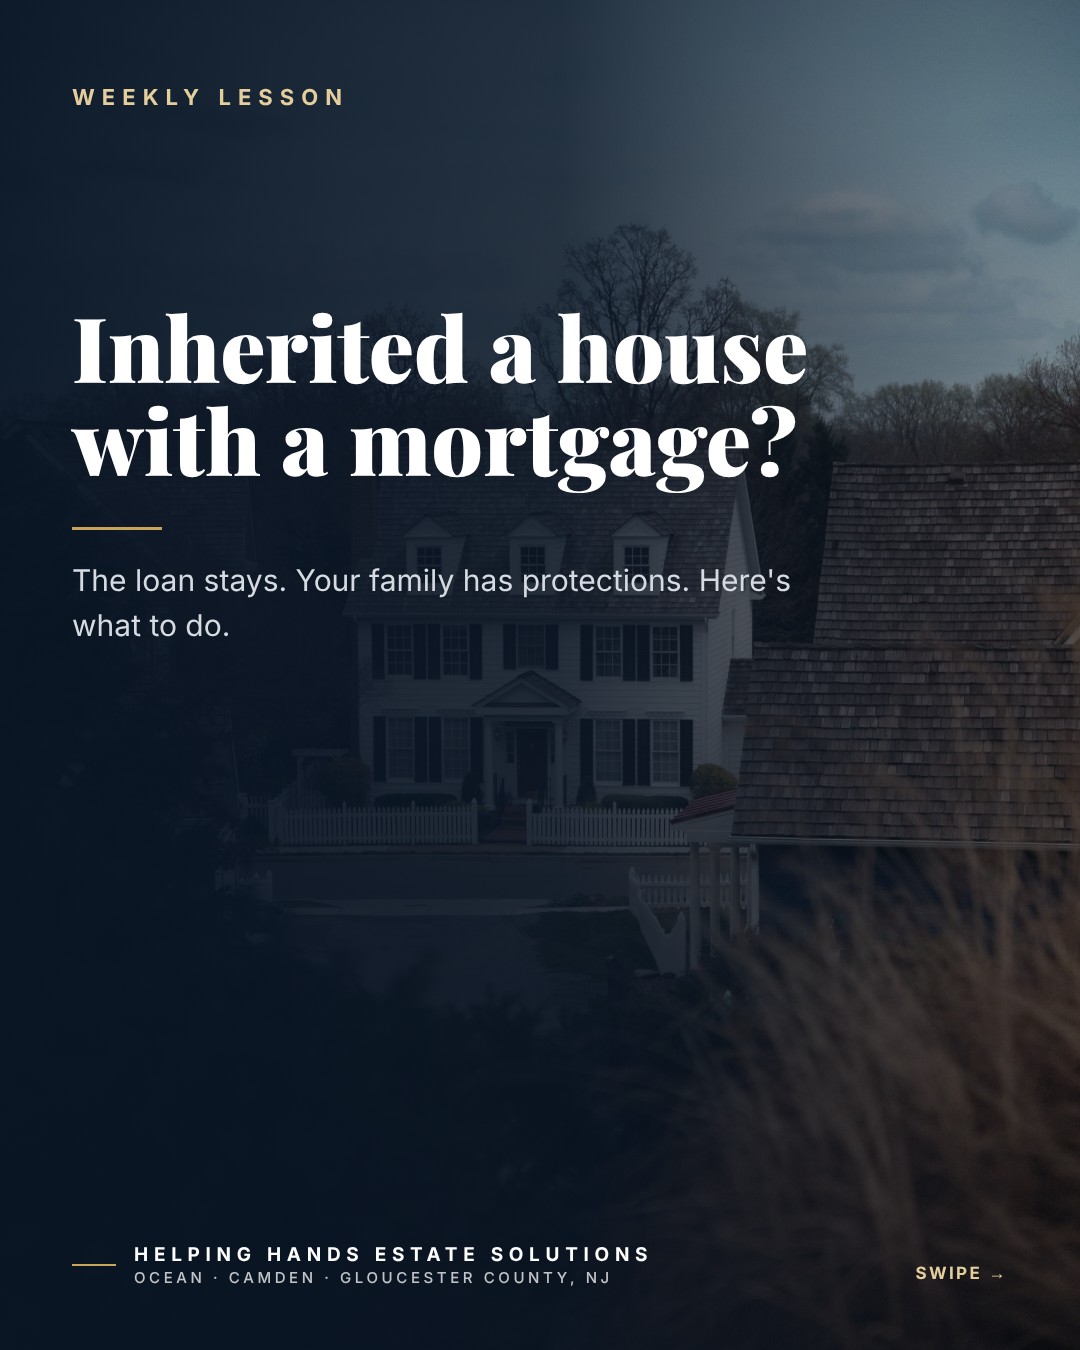 WEEKLY LESSON
Inherited a house
with a mortgage?
The loan stays. Your family has protections. Here's
what to do.
HELPING HANDS ESTATE SOLUTIONS
OCEAN · CAMDEN · GLOUCESTER COUNTY, NJ
SWIPE →